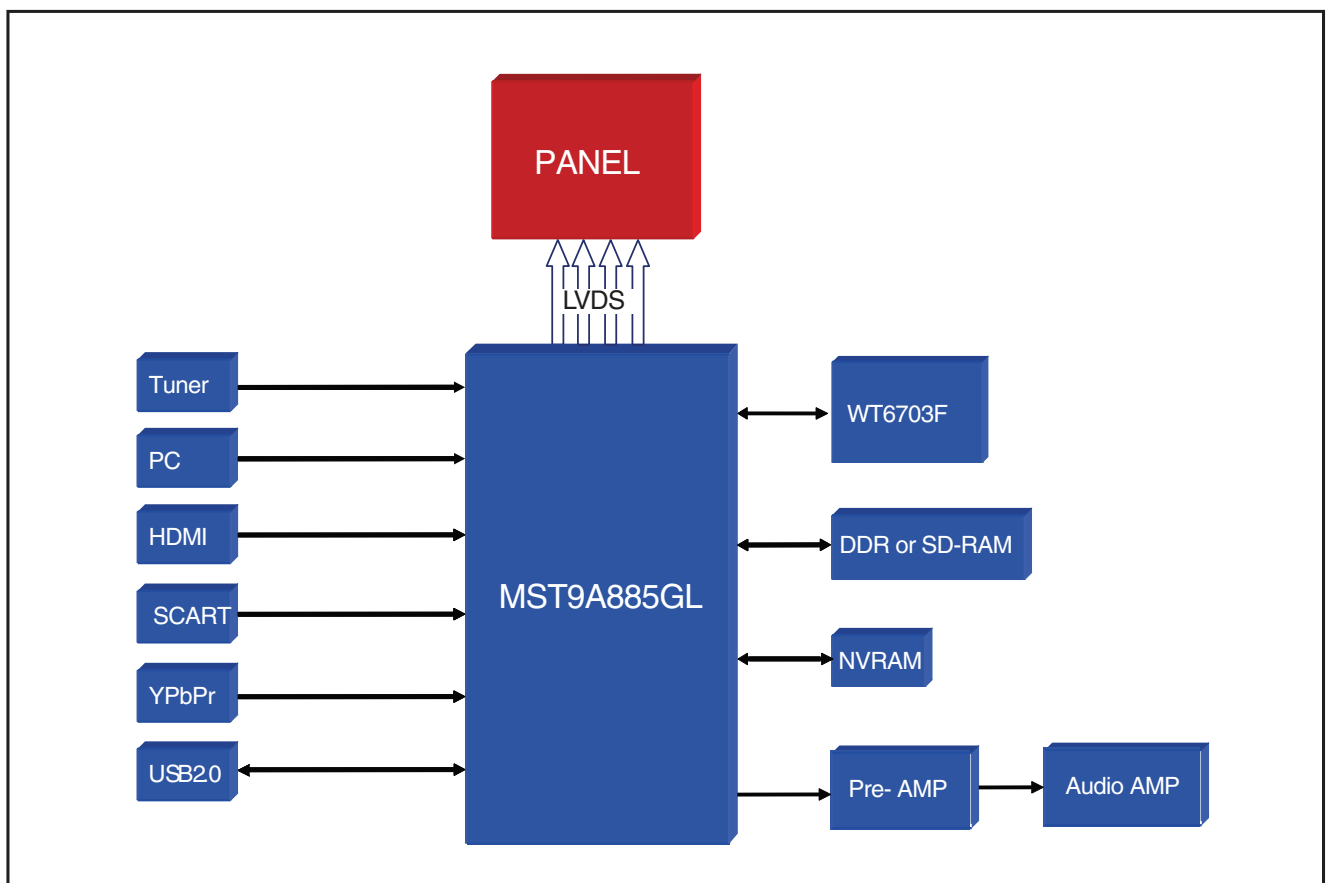 PANEL
LVDS
Tuner
PC
HDMI
SCART
YPbPr
USB2.0
MST9A885GL
WT6703F
DDR or SD-RAM
NVRAM
Pre- AMP
Audio AMP